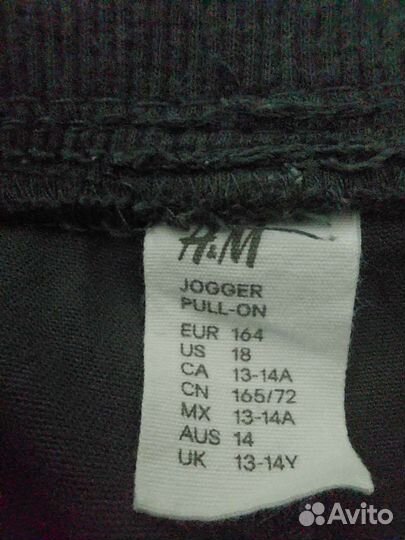 H&M
JOGGER
PULL-ON
EUR 164
US 18
CA 13-14A
CN 165/72
MX 13-14A
AUS 14
UK 13-14Y
Avito